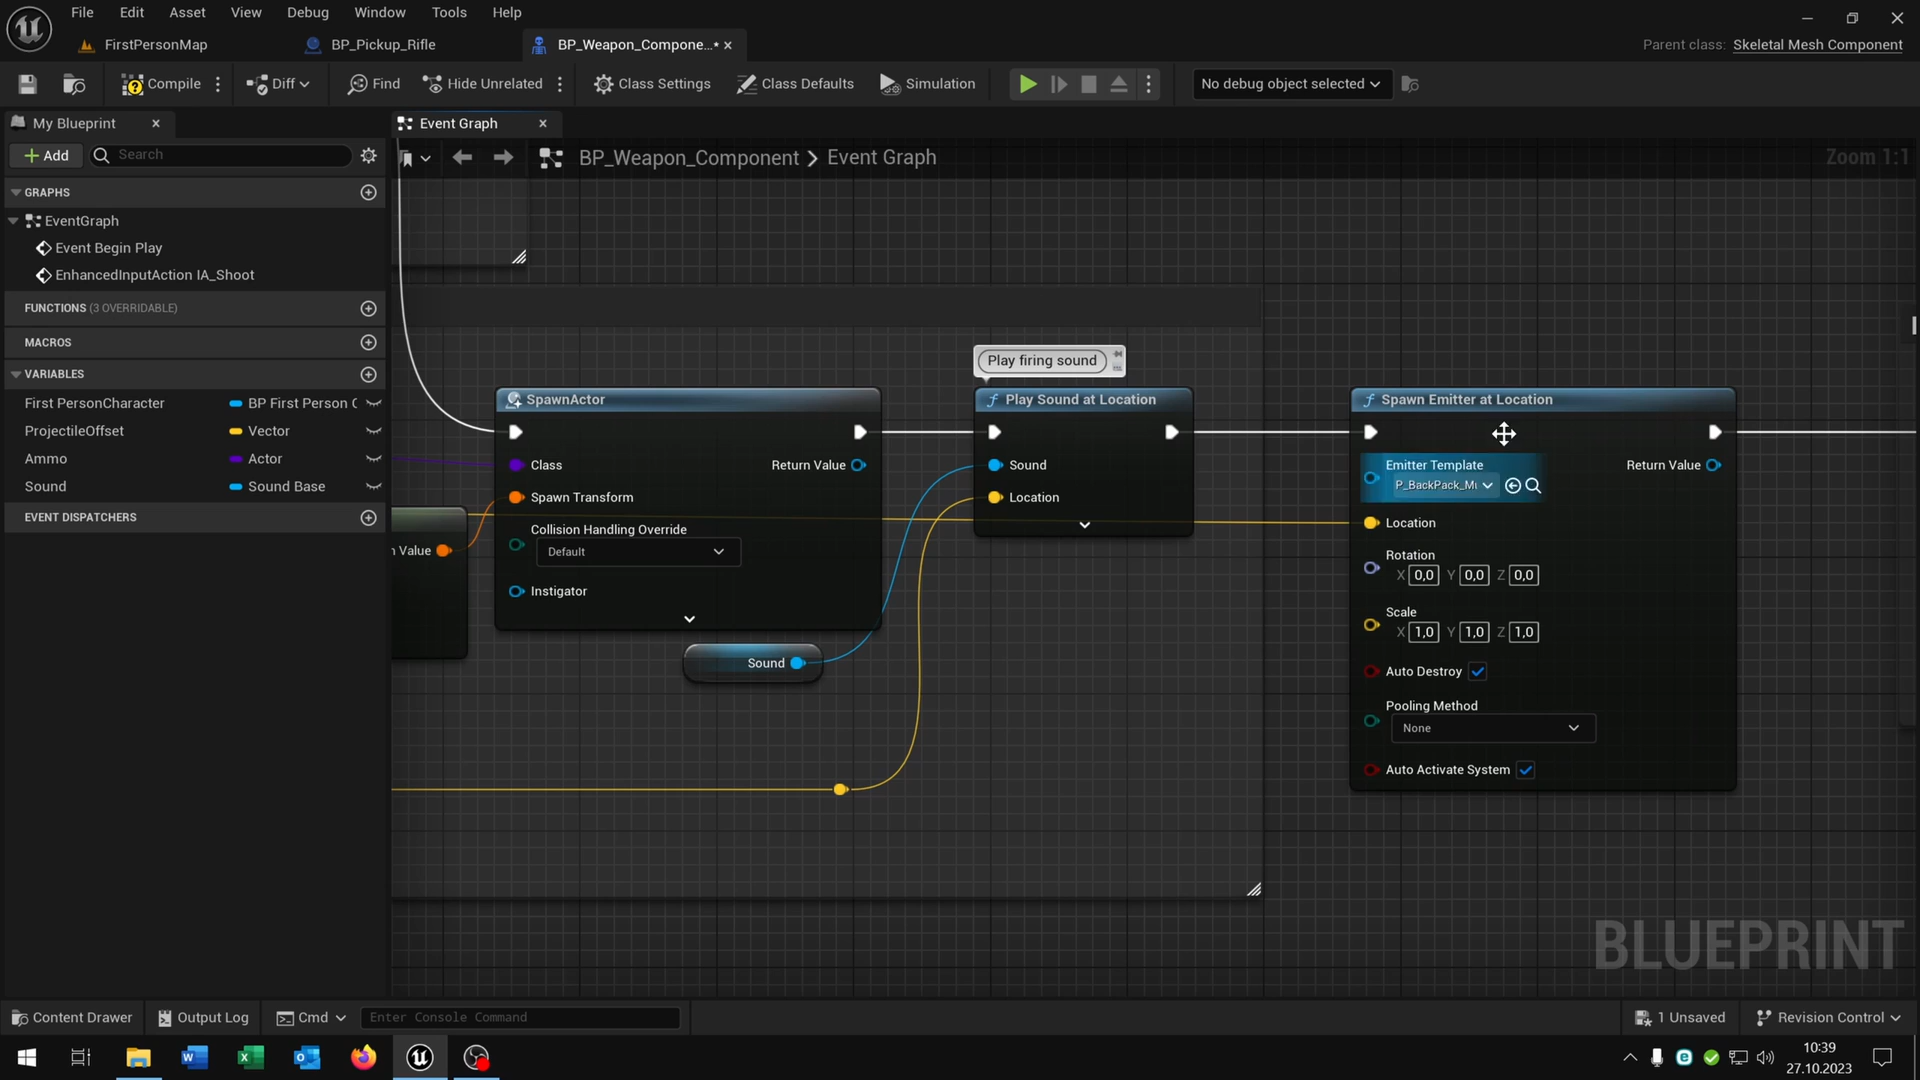 File Edit Asset View Debug Window Tools Help
FirstPersonMap
BP_Pickup_Rifle
BP_Weapon_Compone...•
Parent class: Skeletal Mesh Component
Compile
Diff
Find
Hide Unrelated
Class Settings
Class Defaults
Simulation
No debug object selected
My Blueprint
Event Graph
Add
Search
BP_Weapon_Component > Event Graph
Zoom 1:1
GRAPHS
EventGraph
Event Begin Play
EnhancedInputAction IA_Shoot
FUNCTIONS (3 OVERRIDABLE)
MACROS
VARIABLES
First PersonCharacter BP First Person C
ProjectileOffset Vector
Ammo Actor
Sound Sound Base
EVENT DISPATCHERS
n Value
SpawnActor
Class
Return Value
Spawn Transform
Collision Handling Override
Default
Instigator
Sound
Play firing sound
Play Sound at Location
Sound
Location
Spawn Emitter at Location
Emitter Template
P_BackPack_Mu
Return Value
Location
Rotation
X 0,0 Y 0,0 Z 0,0
Scale
X 1,0 Y 1,0 Z 1,0
Auto Destroy
Pooling Method
None
Auto Activate System
BLUEPRINT
Content Drawer
Output Log
Cmd
Enter Console Command
1 Unsaved
Revision Control
10:39
27.10.2023